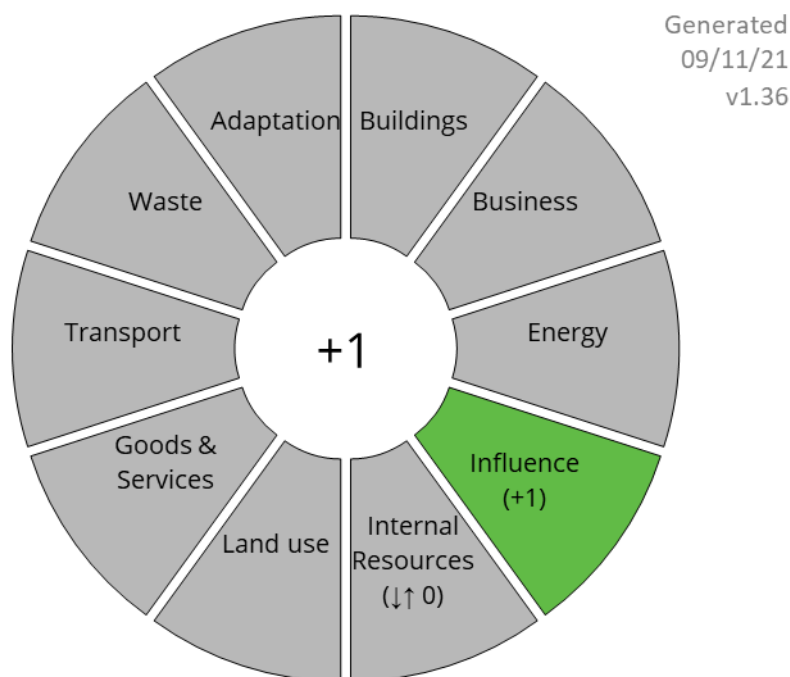 Generated
09/11/21
v1.36
Adaptation
Buildings
Waste
Business
Transport
+1
Energy
Goods &
Services
Influence
(+1)
Land use
Internal
Resources
(↓↑ 0)